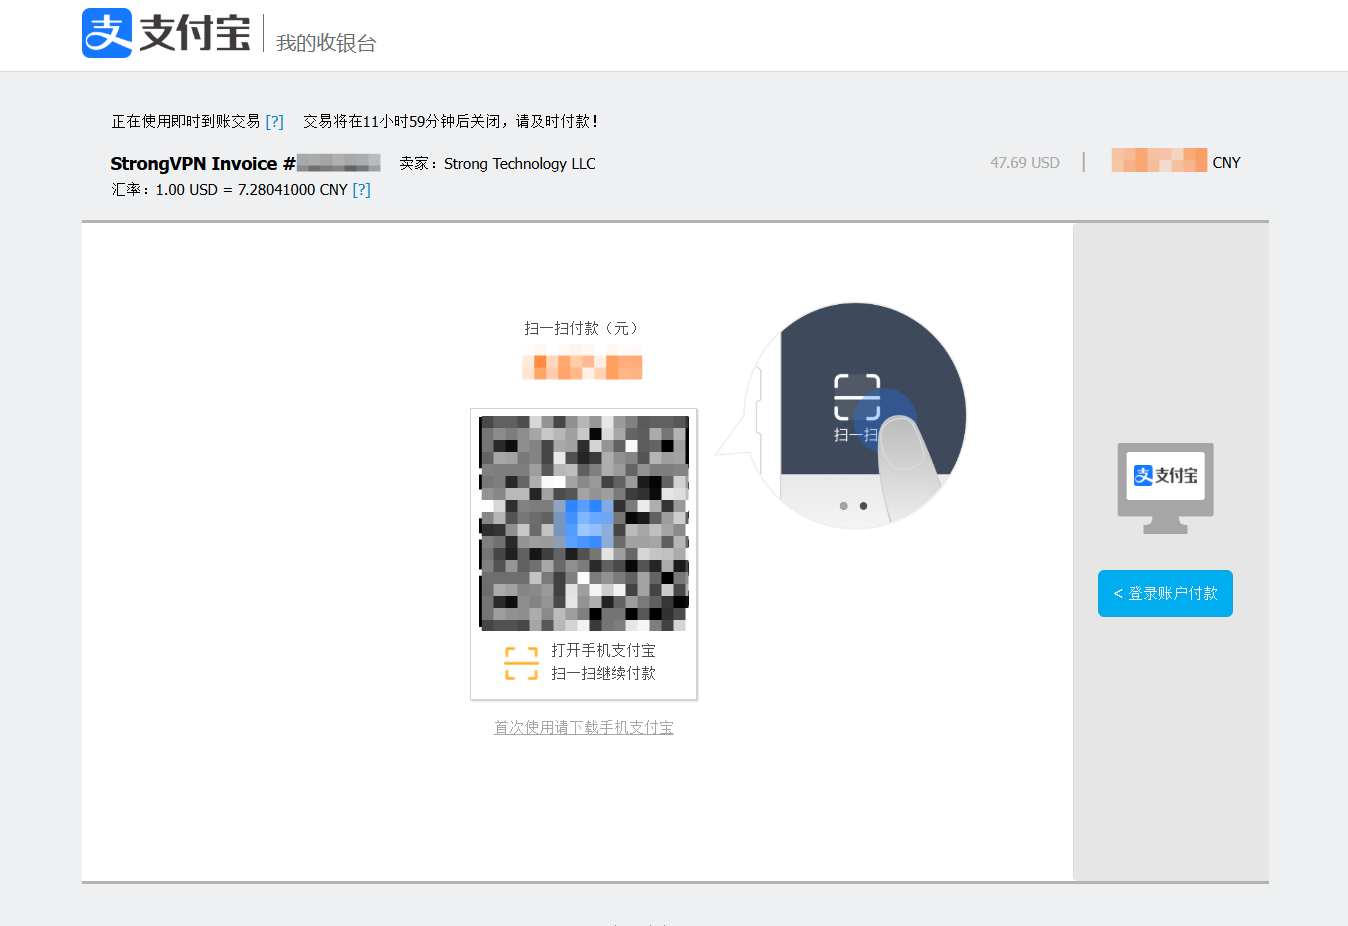 支付宝 我的收银台
正在使用即时到账交易 [?] 交易将在11小时59分钟后关闭，请及时付款！
StrongVPN Invoice # 卖家：Strong Technology LLC 47.69 USD | CNY
汇率：1.00 USD = 7.28041000 CNY [?]
扫一扫付款（元）
扫一扫
支付宝
< 登录账户付款
打开手机支付宝
扫一扫继续付款
首次使用请下载手机支付宝